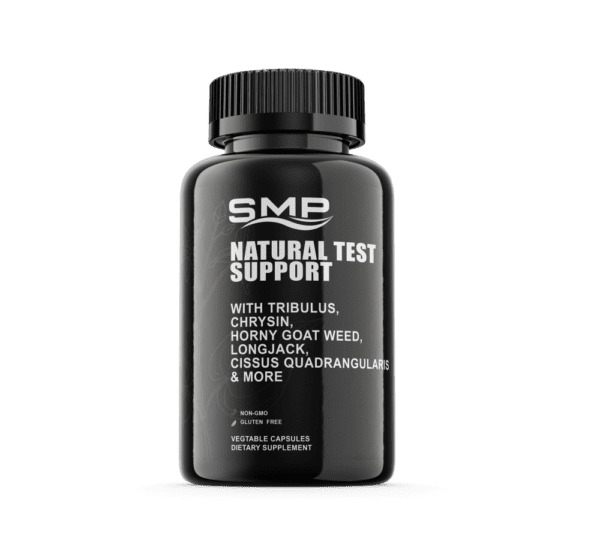 SMP
NATURAL TEST
SUPPORT
WITH TRIBULUS,
CHRYSIN,
HORNY GOAT WEED,
LONGJACK,
CISSUS QUADRANGULARIS
& MORE
NON-GMO
GLUTEN FREE
VEGTABLE CAPSULES
DIETARY SUPPLEMENT